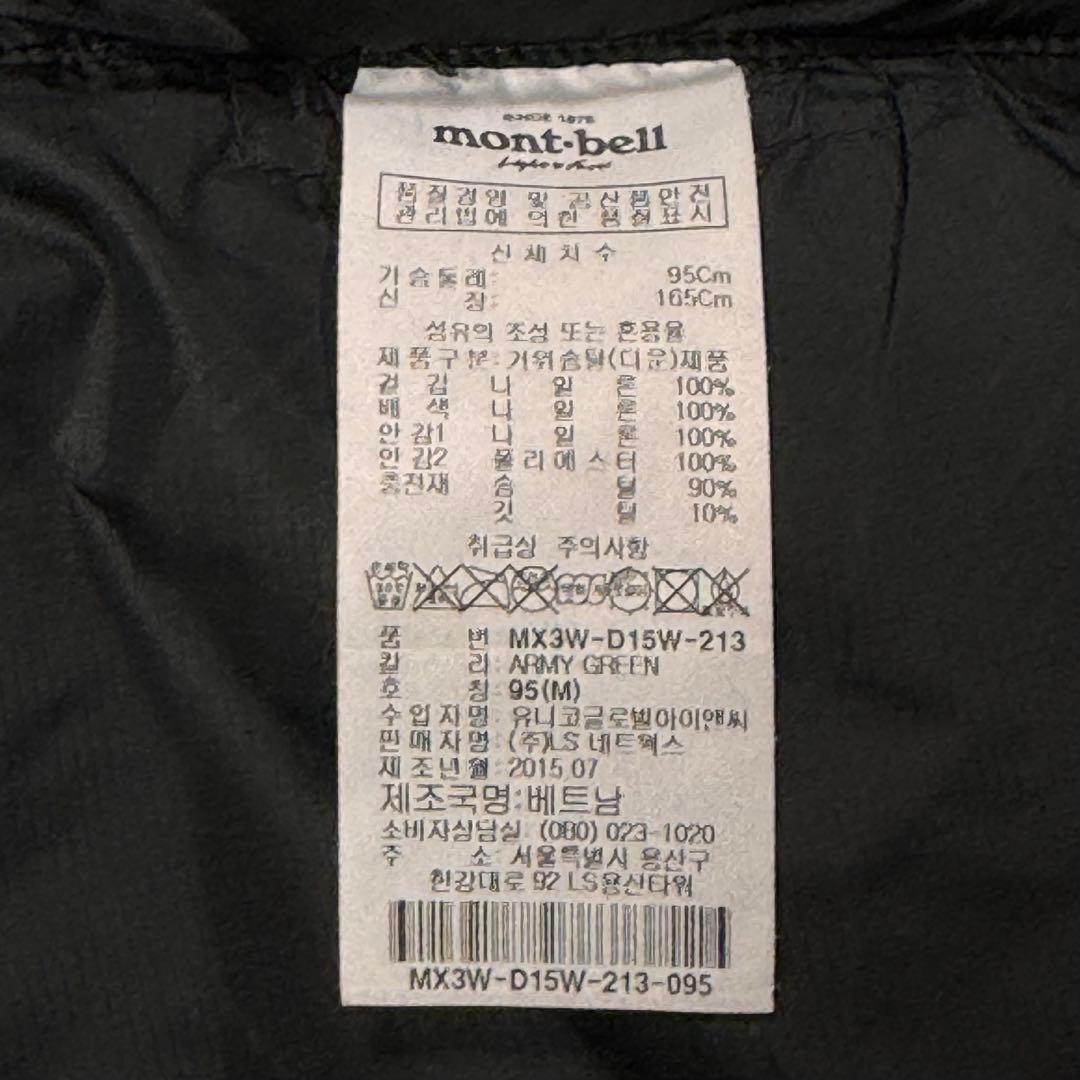 SINCE 1975
mont·bell
품질경영 및 공산품안전
관리법에 의한 품질표시
신체치수
가슴둘레: 95Cm
신 장: 165Cm
섬유의 조성 또는 혼용율
제품구분: 거위솜털(다운)제품
겉 감 나 일 론 100%
배 색 나 일 론 100%
안감1 나 일 론 100%
안감2 폴리에스터 100%
충전재 솜 털 90%
깃 털 10%
취급상 주의사항
품 번 MX3W-D15W-213
칼 라: ARMY GREEN
호 칭: 95(M)
수입자명: 유니코글로벌아이앤씨
판매자명: (주)LS 네트웍스
제조년월: 2015 07
제조국명:베트남
소비자상담실: (080) 023-1020
주 소: 서울특별시 용산구
한강대로 92 LS용산타워
MX3W-D15W-213-095